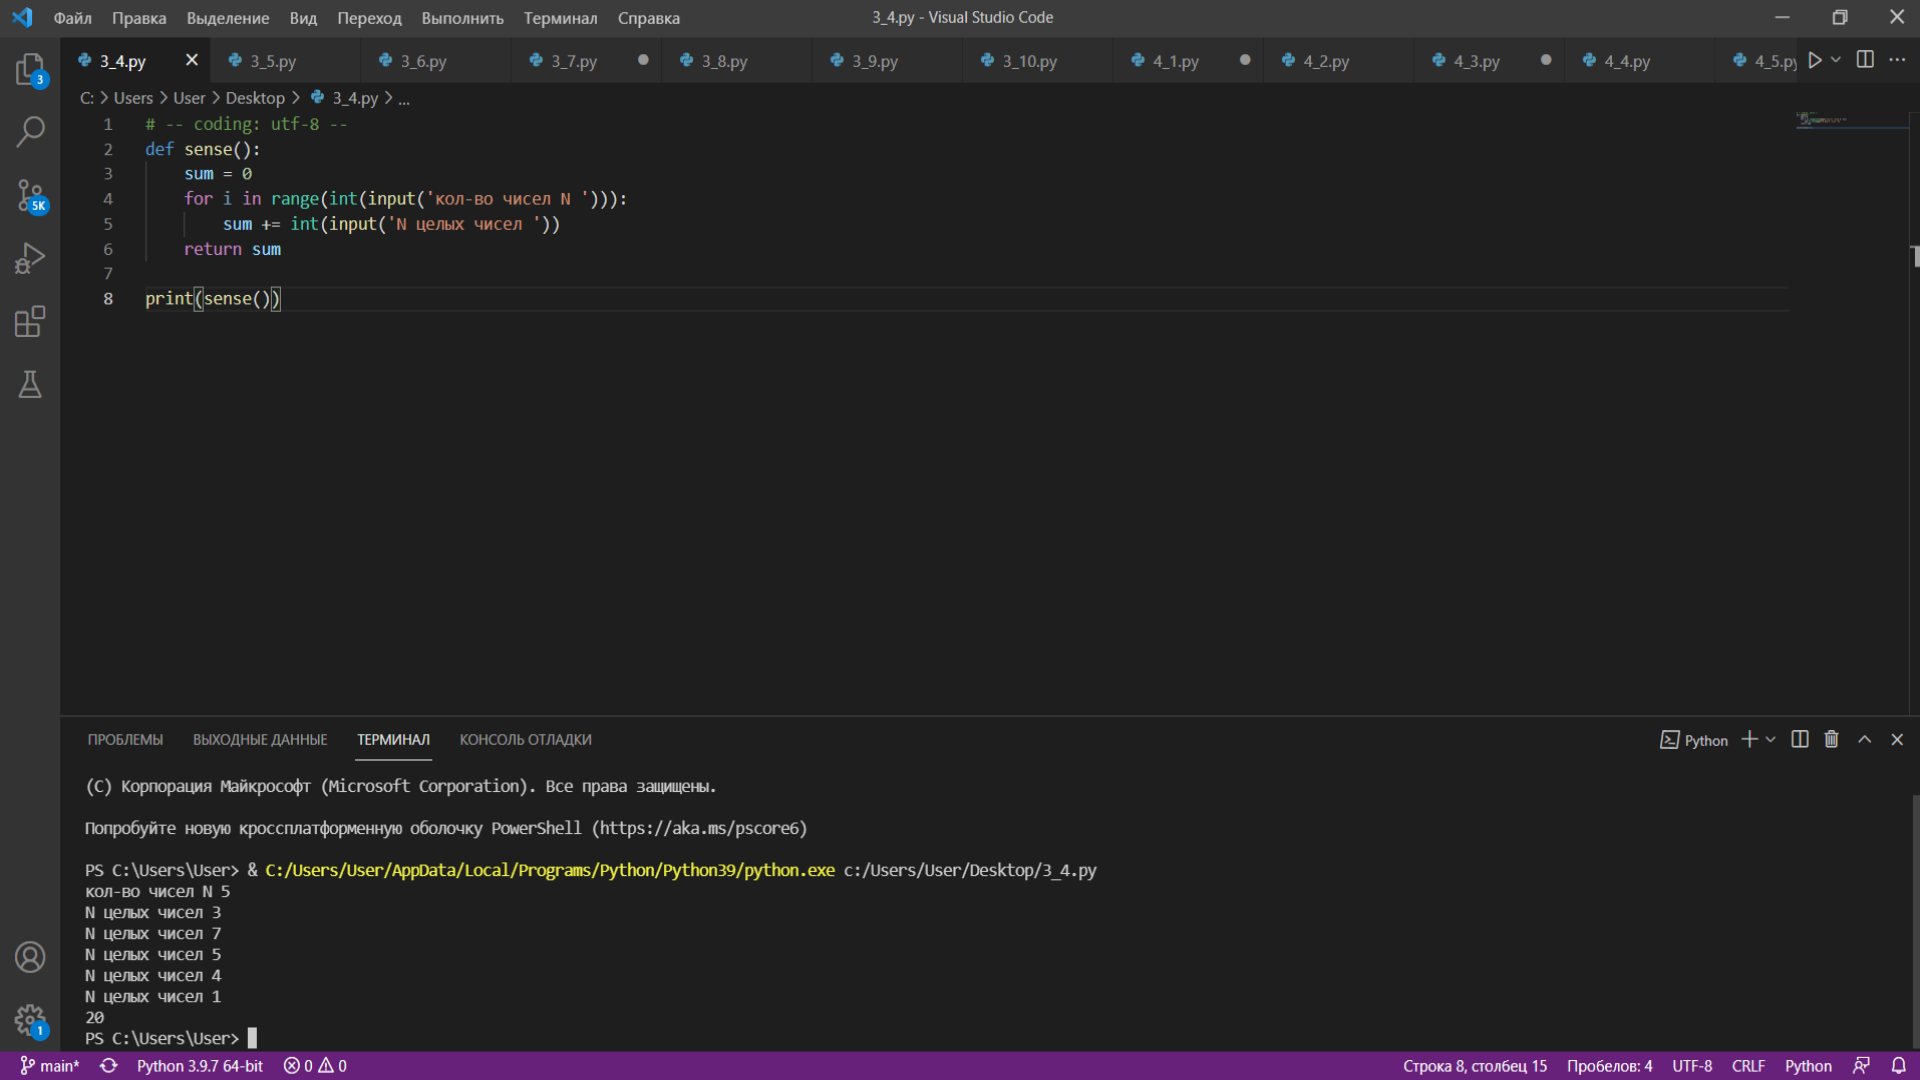 Файл Правка Выделение Вид Переход Выполнить Терминал Справка 3_4.py - Visual Studio Code
3_4.py 3_5.py 3_6.py 3_7.py 3_8.py 3_9.py 3_10.py 4_1.py 4_2.py 4_3.py 4_4.py 4_5.py
C: > Users > User > Desktop > 3_4.py > ...
1 # -- coding: utf-8 --
2 def sense():
3 sum = 0
4 for i in range(int(input('кол-во чисел N '))):
5 sum += int(input('N целых чисел '))
6 return sum
7
8 print(sense())
3
5K
ПРОБЛЕМЫ ВЫХОДНЫЕ ДАННЫЕ ТЕРМИНАЛ КОНСОЛЬ ОТЛАДКИ Python
(C) Корпорация Майкрософт (Microsoft Corporation). Все права защищены.
Попробуйте новую кроссплатформенную оболочку PowerShell (https://aka.ms/pscore6)
PS C:\Users\User> & C:/Users/User/AppData/Local/Programs/Python/Python39/python.exe c:/Users/User/Desktop/3_4.py
кол-во чисел N 5
N целых чисел 3
N целых чисел 7
N целых чисел 5
N целых чисел 4
N целых чисел 1
20
PS C:\Users\User>
1
main* Python 3.9.7 64-bit 0 0 Строка 8, столбец 15 Пробелов: 4 UTF-8 CRLF Python